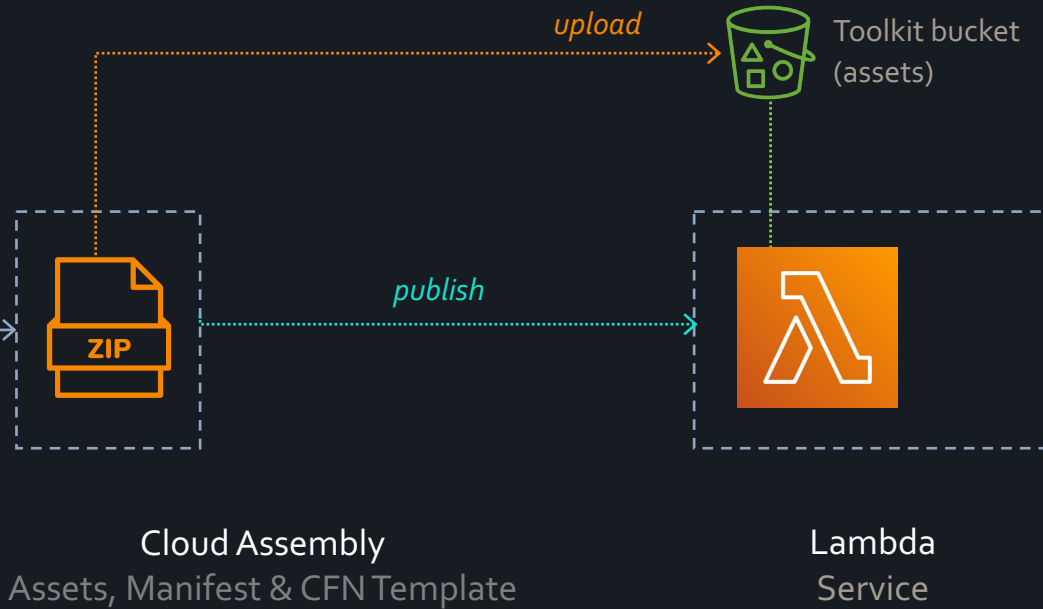 upload
Toolkit bucket
(assets)
publish
ZIP
Cloud Assembly
Assets, Manifest & CFN Template
Lambda
Service